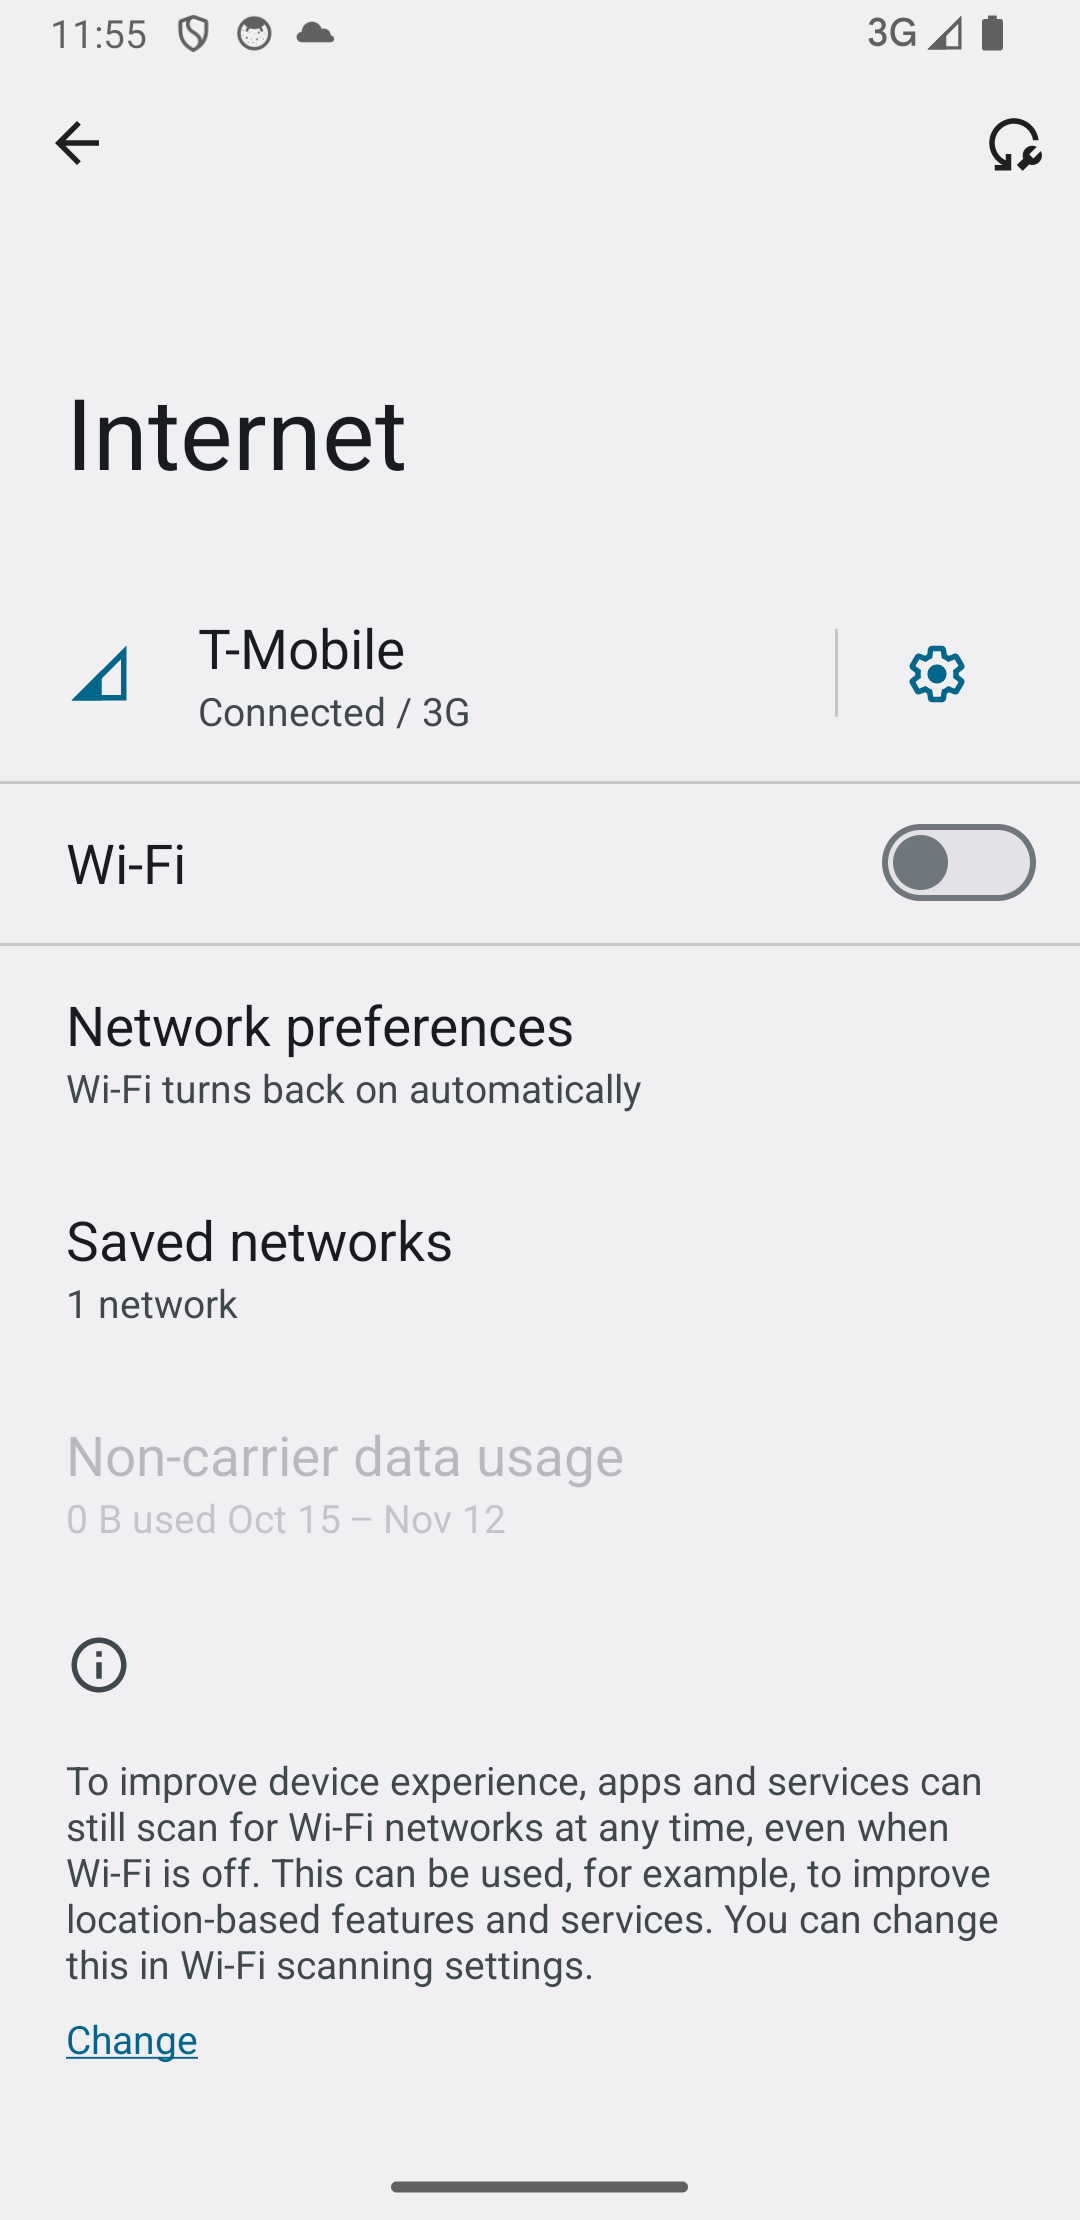 11:55
3G
Internet
T-Mobile
Connected / 3G
Wi-Fi
Network preferences
Wi-Fi turns back on automatically
Saved networks
1 network
Non-carrier data usage
0 B used Oct 15 – Nov 12
To improve device experience, apps and services can
still scan for Wi-Fi networks at any time, even when
Wi-Fi is off. This can be used, for example, to improve
location-based features and services. You can change
this in Wi-Fi scanning settings.
Change